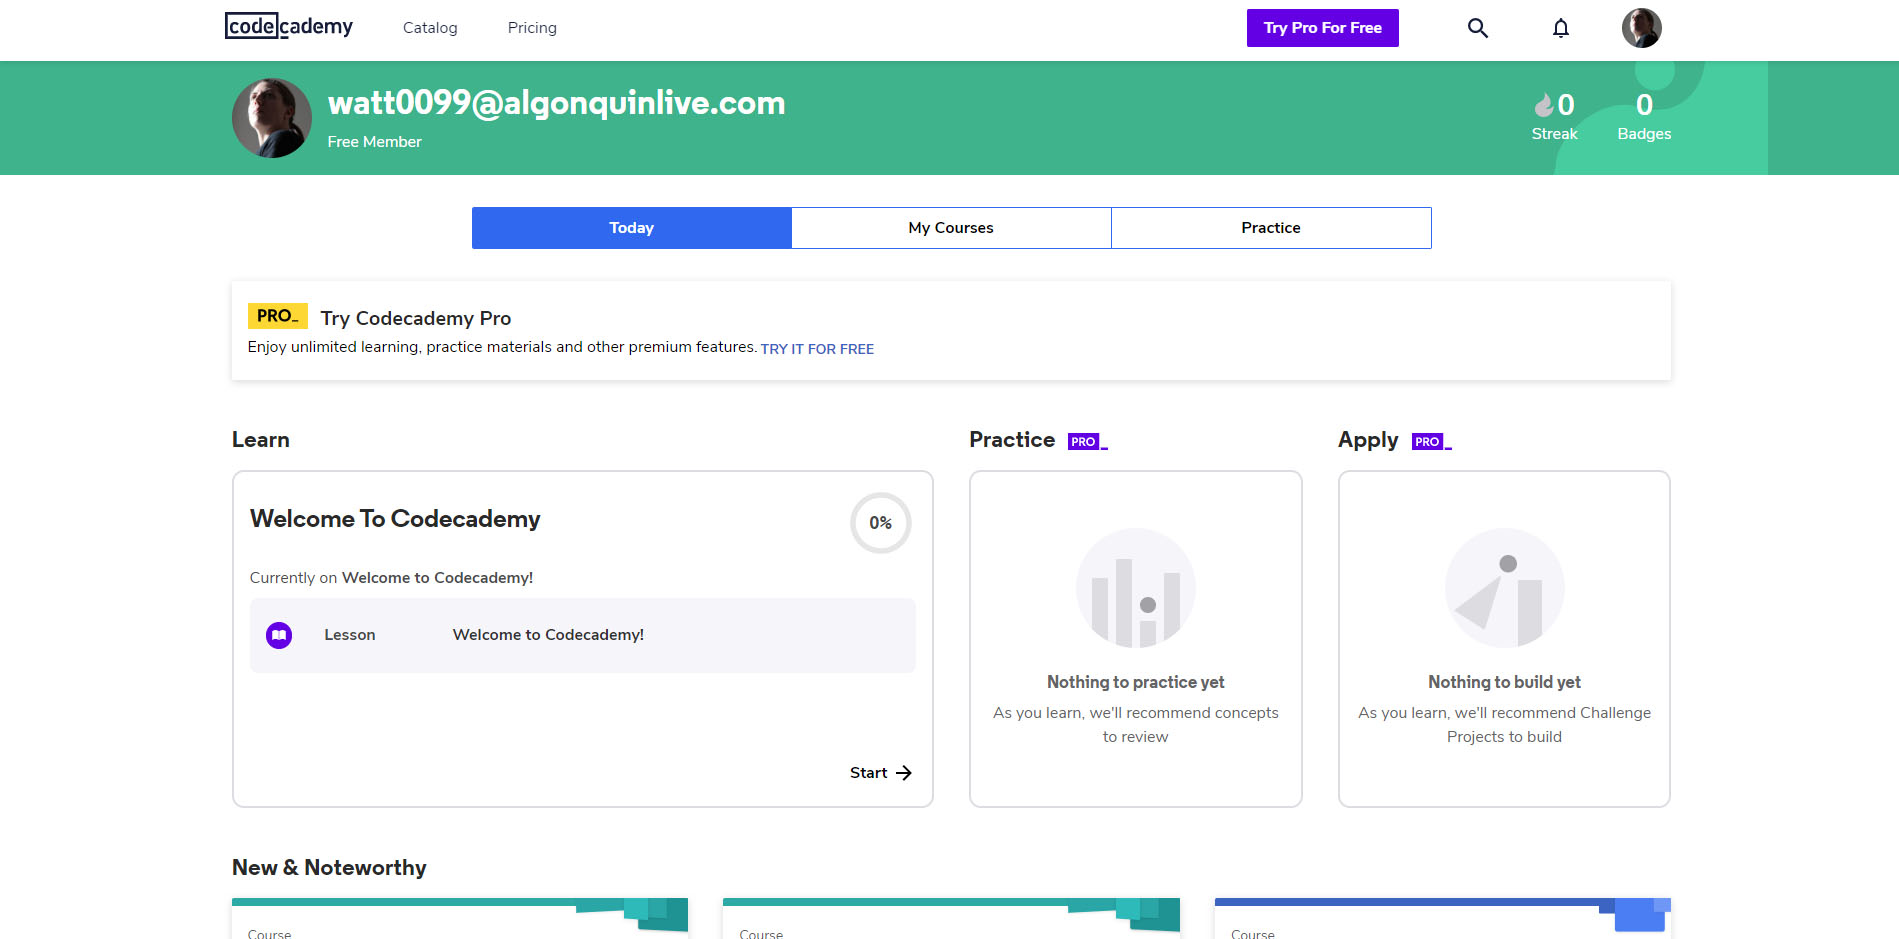 codecademy
Catalog
Pricing
Try Pro For Free
watt0099@algonquinlive.com
Free Member
0
Streak
0
Badges
Today
My Courses
Practice
PRO_
Try Codecademy Pro
Enjoy unlimited learning, practice materials and other premium features. TRY IT FOR FREE
Learn
Welcome To Codecademy
0%
Currently on Welcome to Codecademy!
Lesson
Welcome to Codecademy!
Start
Practice PRO_
Nothing to practice yet
As you learn, we'll recommend concepts
to review
Apply PRO_
Nothing to build yet
As you learn, we'll recommend Challenge
Projects to build
New & Noteworthy
Course
Course
Course